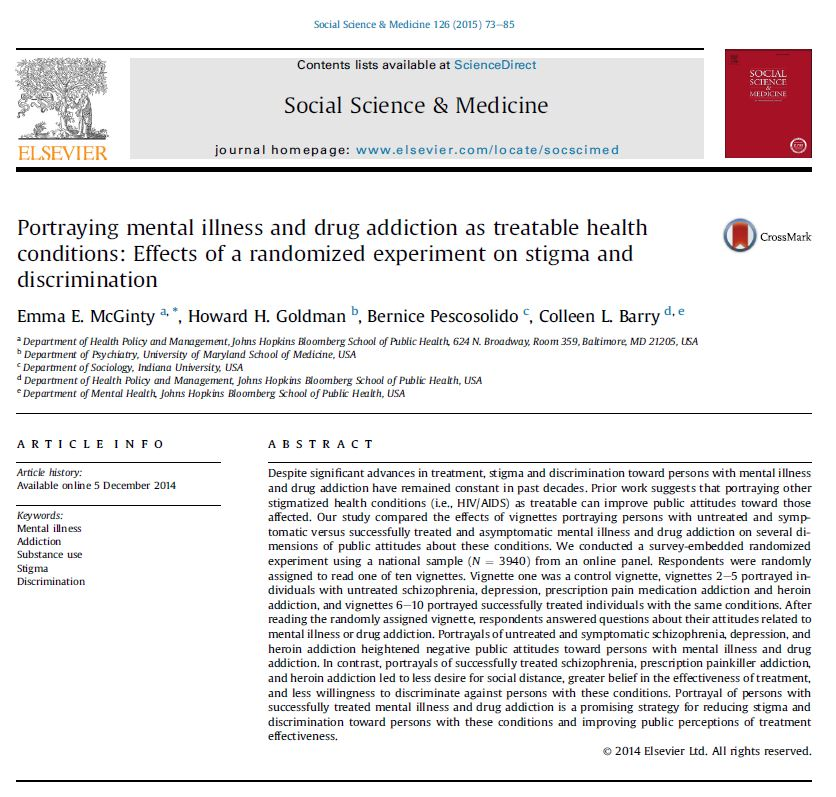 Social Science & Medicine 126 (2015) 73–85
Contents lists available at ScienceDirect
Social Science & Medicine
journal homepage: www.elsevier.com/locate/socscimed
ELSEVIER
SOCIAL
SCIENCE
&
MEDICINE
Portraying mental illness and drug addiction as treatable health
conditions: Effects of a randomized experiment on stigma and
discrimination
CrossMark
Emma E. McGinty a, *, Howard H. Goldman b, Bernice Pescosolido c, Colleen L. Barry d, e
a Department of Health Policy and Management, Johns Hopkins Bloomberg School of Public Health, 624 N. Broadway, Room 359, Baltimore, MD 21205, USA
b Department of Psychiatry, University of Maryland School of Medicine, USA
c Department of Sociology, Indiana University, USA
d Department of Health Policy and Management, Johns Hopkins Bloomberg School of Public Health, USA
e Department of Mental Health, Johns Hopkins Bloomberg School of Public Health, USA
ARTICLE INFO
Article history:
Available online 5 December 2014
Keywords:
Mental illness
Addiction
Substance use
Stigma
Discrimination
ABSTRACT
Despite significant advances in treatment, stigma and discrimination toward persons with mental illness
and drug addiction have remained constant in past decades. Prior work suggests that portraying other
stigmatized health conditions (i.e., HIV/AIDS) as treatable can improve public attitudes toward those
affected. Our study compared the effects of vignettes portraying persons with untreated and symp-
tomatic versus successfully treated and asymptomatic mental illness and drug addiction on several di-
mensions of public attitudes about these conditions. We conducted a survey-embedded randomized
experiment using a national sample (N = 3940) from an online panel. Respondents were randomly
assigned to read one of ten vignettes. Vignette one was a control vignette, vignettes 2–5 portrayed in-
dividuals with untreated schizophrenia, depression, prescription pain medication addiction and heroin
addiction, and vignettes 6–10 portrayed successfully treated individuals with the same conditions. After
reading the randomly assigned vignette, respondents answered questions about their attitudes related to
mental illness or drug addiction. Portrayals of untreated and symptomatic schizophrenia, depression, and
heroin addiction heightened negative public attitudes toward persons with mental illness and drug
addiction. In contrast, portrayals of successfully treated schizophrenia, prescription painkiller addiction,
and heroin addiction led to less desire for social distance, greater belief in the effectiveness of treatment,
and less willingness to discriminate against persons with these conditions. Portrayal of persons with
successfully treated mental illness and drug addiction is a promising strategy for reducing stigma and
discrimination toward persons with these conditions and improving public perceptions of treatment
effectiveness.
© 2014 Elsevier Ltd. All rights reserved.